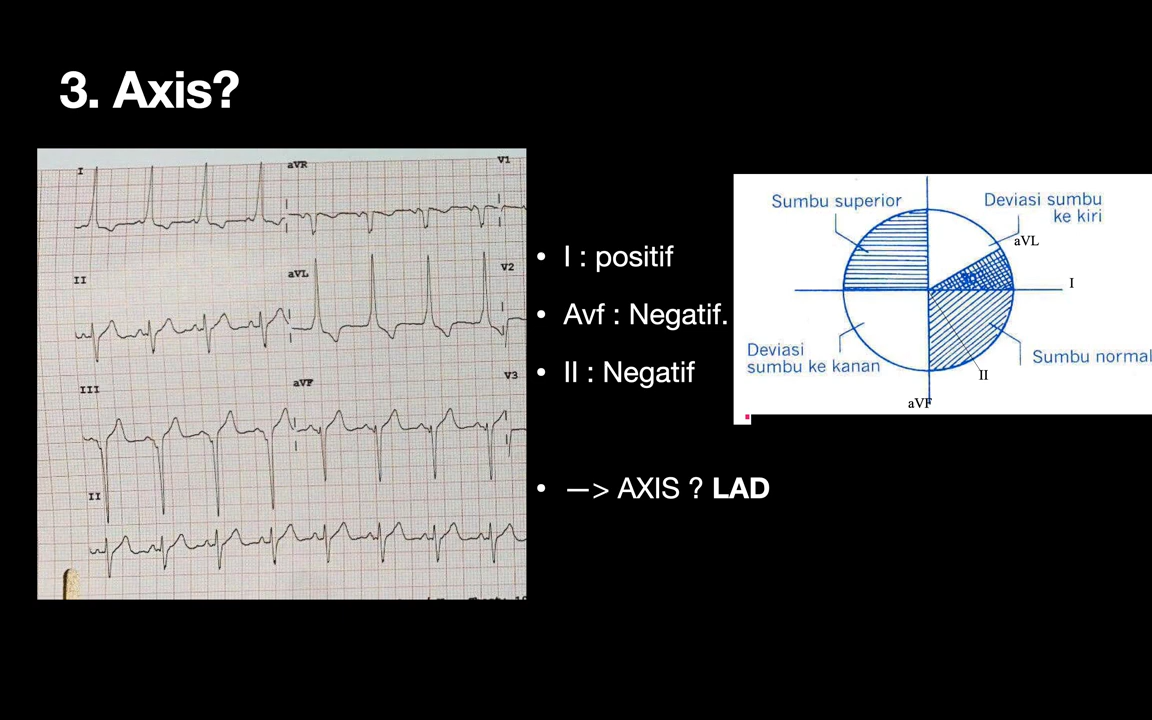 3. Axis?
I
aVR
V1
II
aVL
V2
III
aVF
V3
II
• I : positif
• Avf : Negatif.
• II : Negatif
• —> AXIS ? LAD
Sumbu superior
Deviasi sumbu
ke kiri
aVL
I
Deviasi
sumbu ke kanan
Sumbu normal
II
aVF